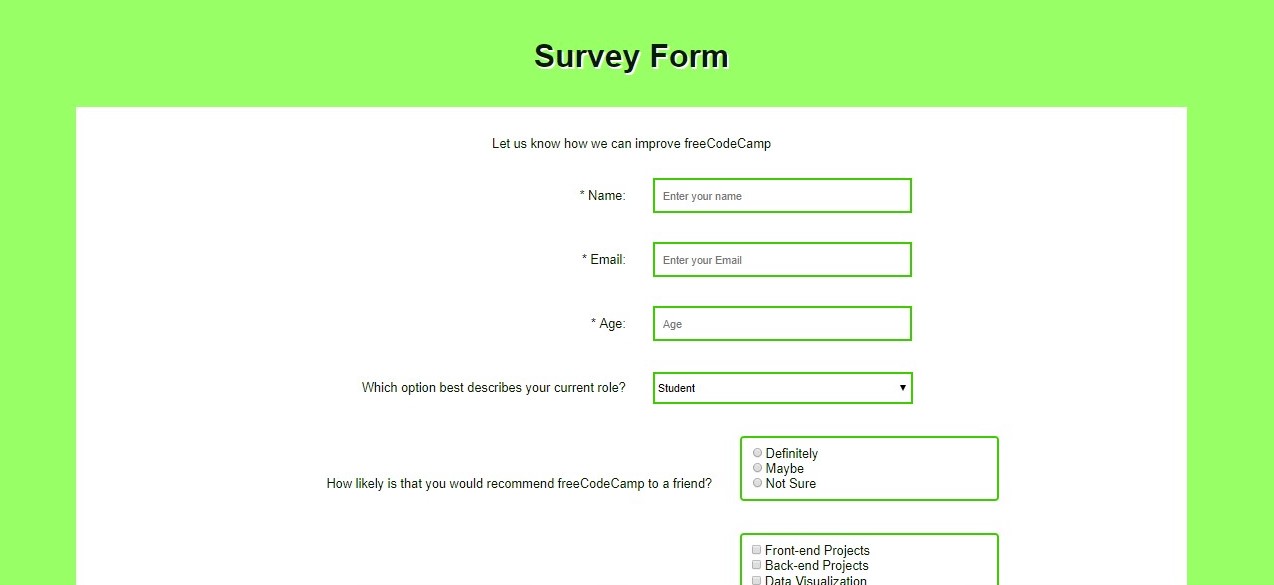 Survey Form
Let us know how we can improve freeCodeCamp
* Name: Enter your name
* Email: Enter your Email
* Age: Age
Which option best describes your current role? Student
Definitely
Maybe
Not Sure
How likely is that you would recommend freeCodeCamp to a friend?
Front-end Projects
Back-end Projects
Data Visualization